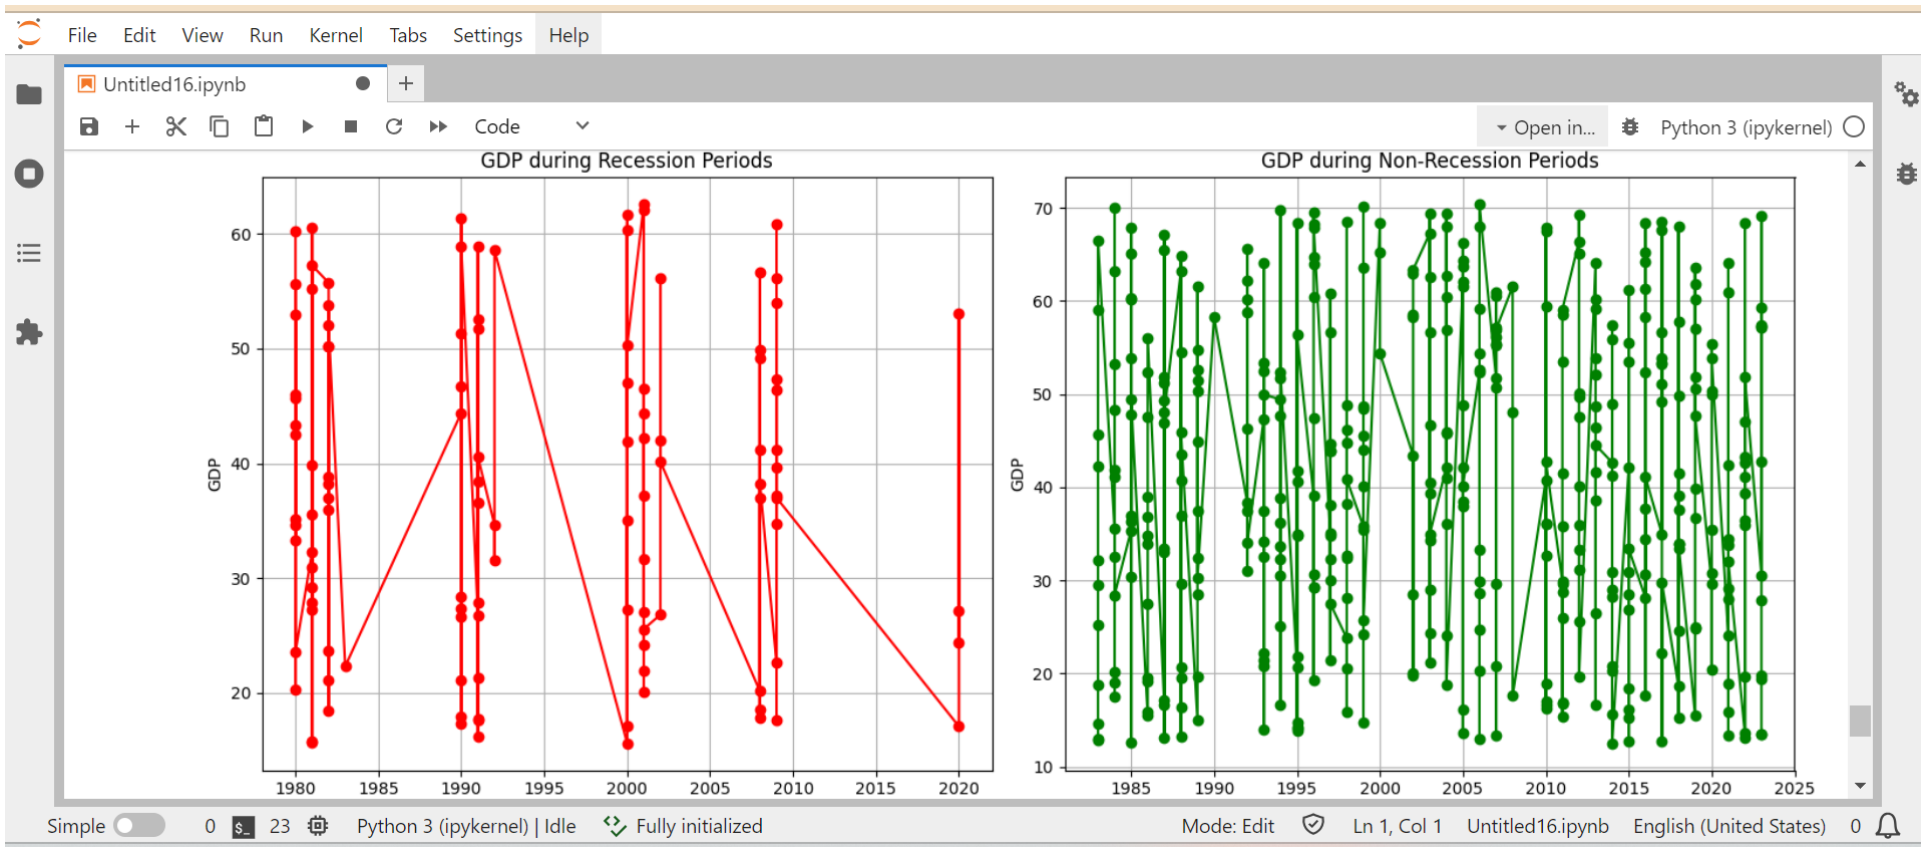 File Edit View Run Kernel Tabs Settings Help
Untitled16.ipynb
Code
Open in...
Python 3 (ipykernel)
GDP during Recession Periods
GDP
60
50
40
30
20
1980 1985 1990 1995 2000 2005 2010 2015 2020
GDP during Non-Recession Periods
GDP
70
60
50
40
30
20
10
1985 1990 1995 2000 2005 2010 2015 2020 2025
Simple 0 $_ 23 Python 3 (ipykernel) | Idle Fully initialized Mode: Edit Ln 1, Col 1 Untitled16.ipynb English (United States) 0